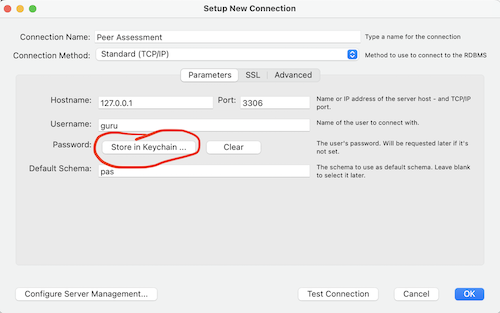 Setup New Connection
Connection Name: Peer Assessment Type a name for the connection
Connection Method: Standard (TCP/IP) Method to use to connect to the RDBMS
Parameters SSL Advanced
Hostname: 127.0.0.1 Port: 3306 Name or IP address of the server host - and TCP/IP
port.
Username: guru Name of the user to connect with.
Password: Store in Keychain ... Clear The user's password. Will be requested later if it's
not set.
Default Schema: pas The schema to use as default schema. Leave blank
to select it later.
Configure Server Management... Test Connection Cancel OK